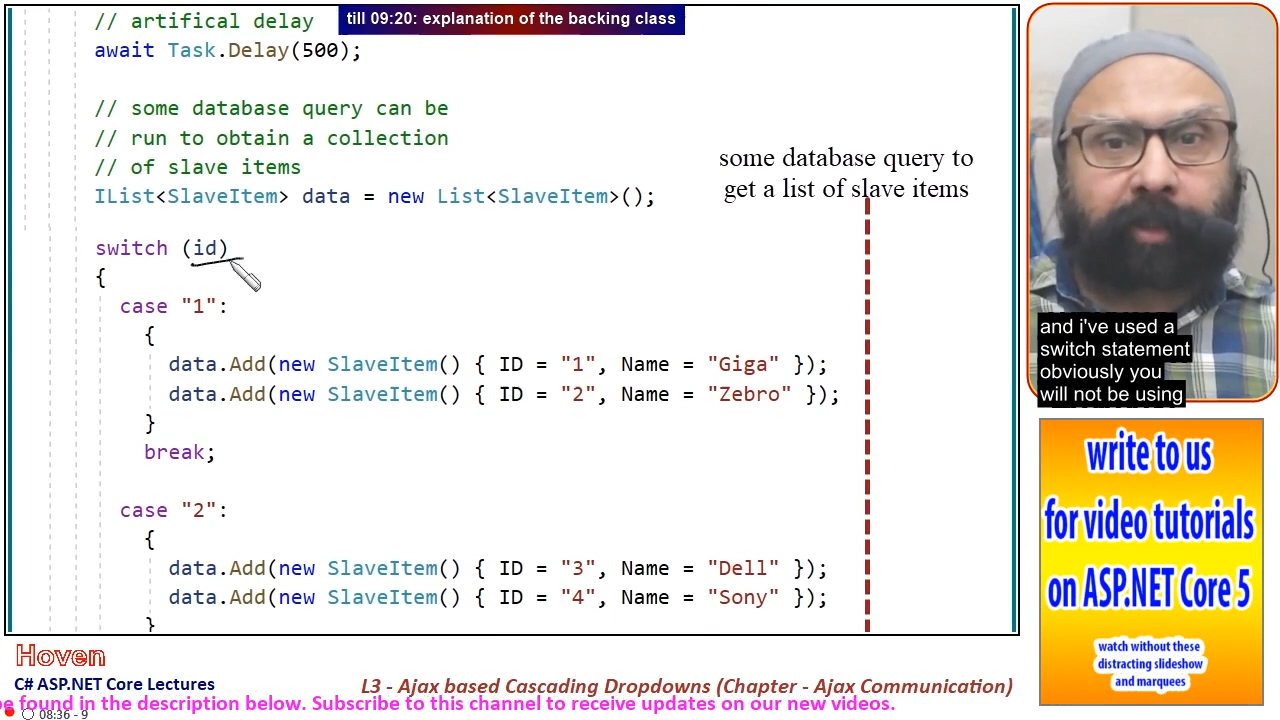 // artifical delay
till 09:20: explanation of the backing class
await Task.Delay(500);
// some database query can be
// run to obtain a collection
// of slave items
IList<SlaveItem> data = new List<SlaveItem>();
some database query to
get a list of slave items
switch (id)
{
case "1":
{
data.Add(new SlaveItem() { ID = "1", Name = "Giga" });
data.Add(new SlaveItem() { ID = "2", Name = "Zebro" });
}
break;
case "2":
{
data.Add(new SlaveItem() { ID = "3", Name = "Dell" });
data.Add(new SlaveItem() { ID = "4", Name = "Sony" });
}
and i've used a
switch statement
obviously you
will not be using
write to us
for video tutorials
on ASP.NET Core 5
watch without these
distracting slideshow
and marquees
Hoven
C# ASP.NET Core Lectures
L3 - Ajax based Cascading Dropdowns (Chapter - Ajax Communication)
be found in the description below. Subscribe to this channel to receive updates on our new videos.
08:36 - 9